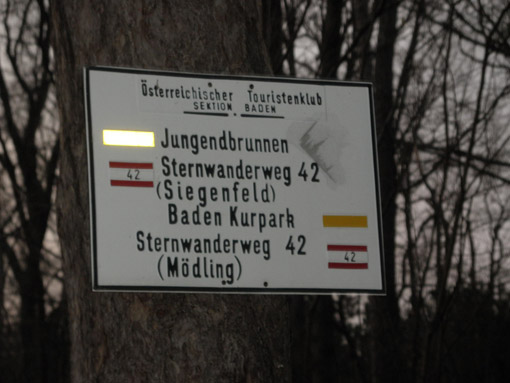 Österreichischer Touristenklub
SEKTION BADEN
Jungendbrunnen
42 Sternwanderweg 42
(Siegenfeld)
Baden Kurpark
Sternwanderweg 42 42
(Mödling)